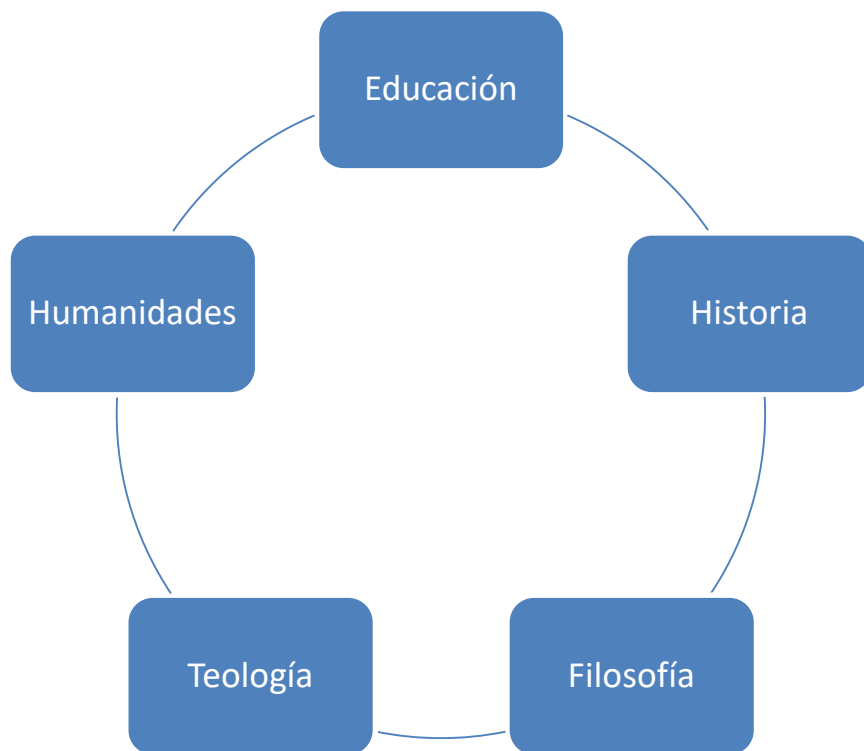 Educación
Humanidades
Historia
Teología
Filosofía